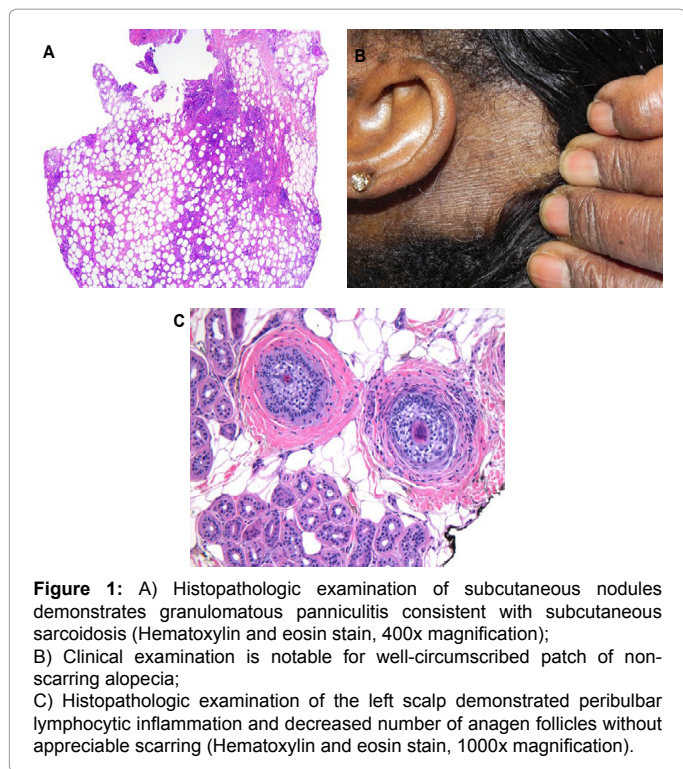 A
B
C
Figure 1: A) Histopathologic examination of subcutaneous nodules
demonstrates granulomatous panniculitis consistent with subcutaneous
sarcoidosis (Hematoxylin and eosin stain, 400x magnification);
B) Clinical examination is notable for well-circumscribed patch of non-
scarring alopecia;
C) Histopathologic examination of the left scalp demonstrated peribulbar
lymphocytic inflammation and decreased number of anagen follicles without
appreciable scarring (Hematoxylin and eosin stain, 1000x magnification).